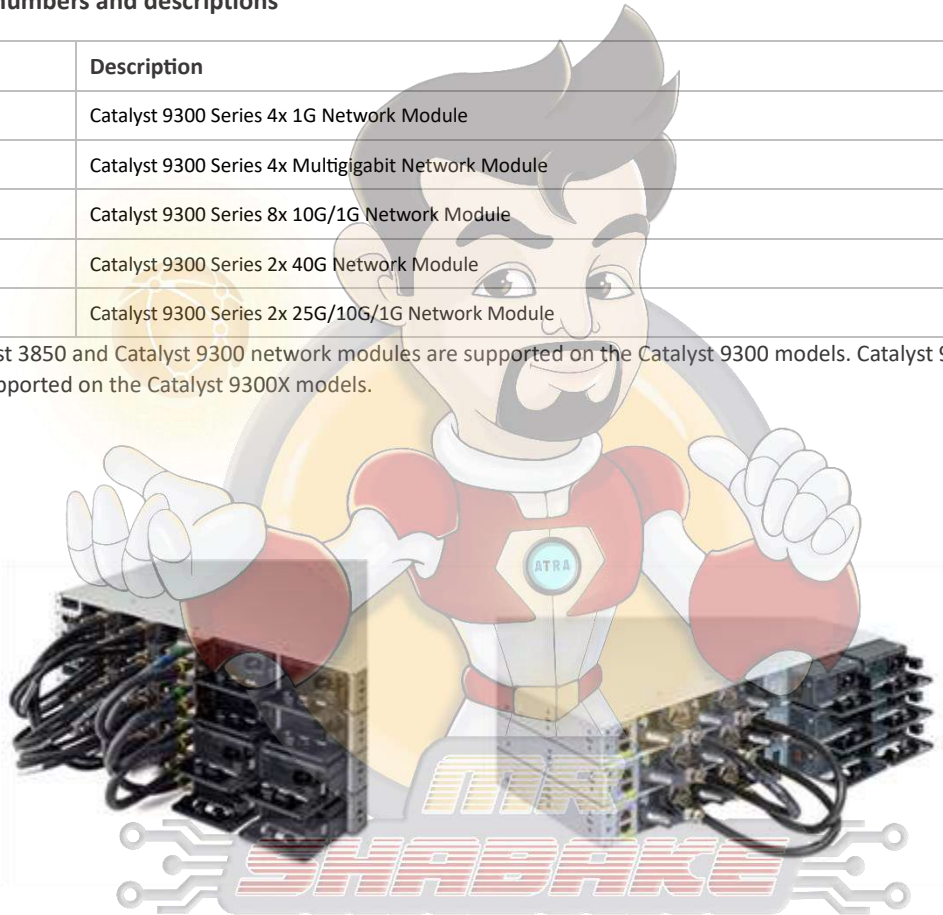 numbers and descriptions
Description
Catalyst 9300 Series 4x 1G Network Module
Catalyst 9300 Series 4x Multigigabit Network Module
Catalyst 9300 Series 8x 10G/1G Network Module
Catalyst 9300 Series 2x 40G Network Module
Catalyst 9300 Series 2x 25G/10G/1G Network Module
st 3850 and Catalyst 9300 network modules are supported on the Catalyst 9300 models. Catalyst 9
pported on the Catalyst 9300X models.
ATRA
MR
SHABAKE